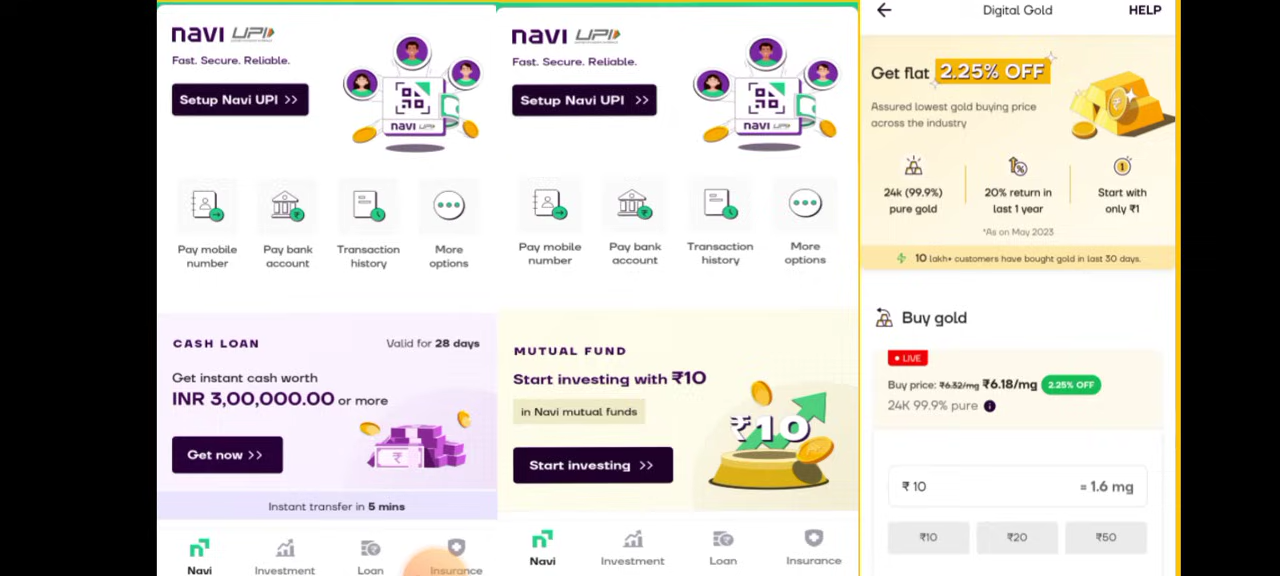 navi UPI
Fast. Secure. Reliable.
Setup Navi UPI >>
navi UPI
Pay mobile number
Pay bank account
Transaction history
More options
CASH LOAN
Valid for 28 days
Get instant cash worth
INR 3,00,000.00 or more
₹
Get now >>
Instant transfer in 5 mins
Navi
Investment
Loan
Insurance
navi UPI
Fast. Secure. Reliable.
Setup Navi UPI >>
navi UPI
Pay mobile number
Pay bank account
Transaction history
More options
MUTUAL FUND
Start investing with ₹10
in Navi mutual funds
₹10
Start investing >>
Navi
Investment
Loan
Insurance
Digital Gold
HELP
Get flat 2.25% OFF
Assured lowest gold buying price
across the industry
₹
24k (99.9%)
pure gold
20% return in
last 1 year
Start with
only ₹1
*As on May 2023
10 lakh+ customers have bought gold in last 30 days.
Buy gold
LIVE
Buy price: ₹6.32/mg ₹6.18/mg 2.25% OFF
24K 99.9% pure
₹ 10
= 1.6 mg
₹10
₹20
₹50